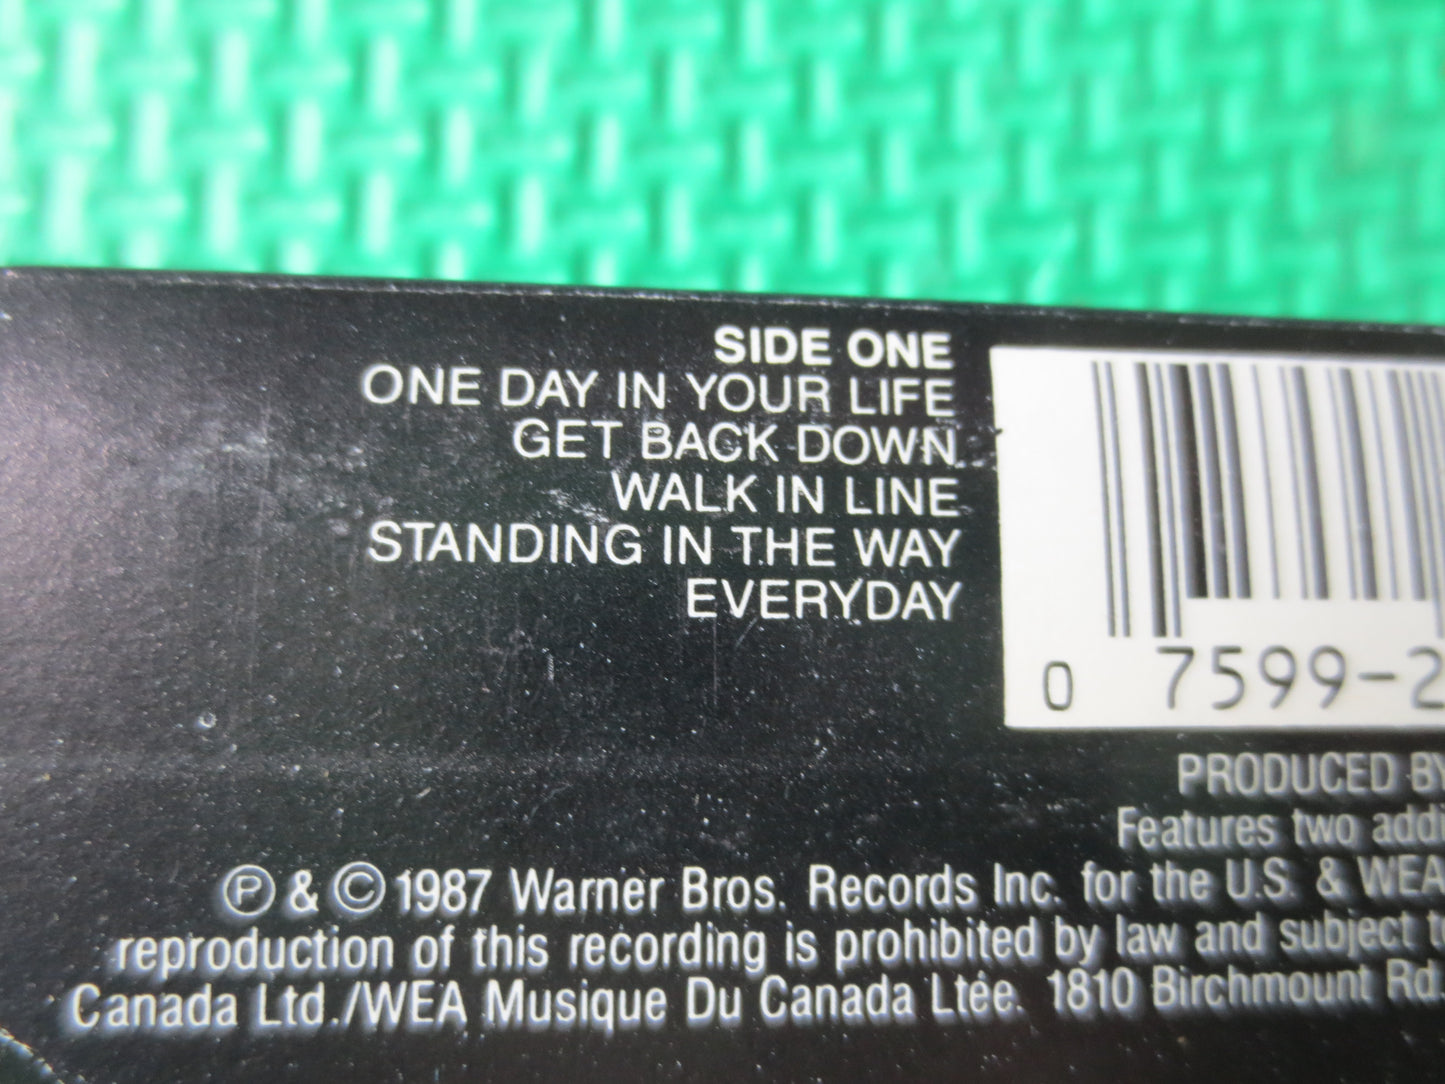 SIDE ONE
ONE DAY IN YOUR LIFE
GET BACK DOWN
WALK IN LINE
STANDING IN THE WAY
EVERYDAY
0 7599-2
PRODUCED BY
Features two
Ⓟ & © 1987 Warner Bros. Records Inc. for the U.S. & WEA
reproduction of this recording is prohibited by law and subject
Canada Ltd./WEA Musique Du Canada Ltée. 1810 Birchmount Rd.